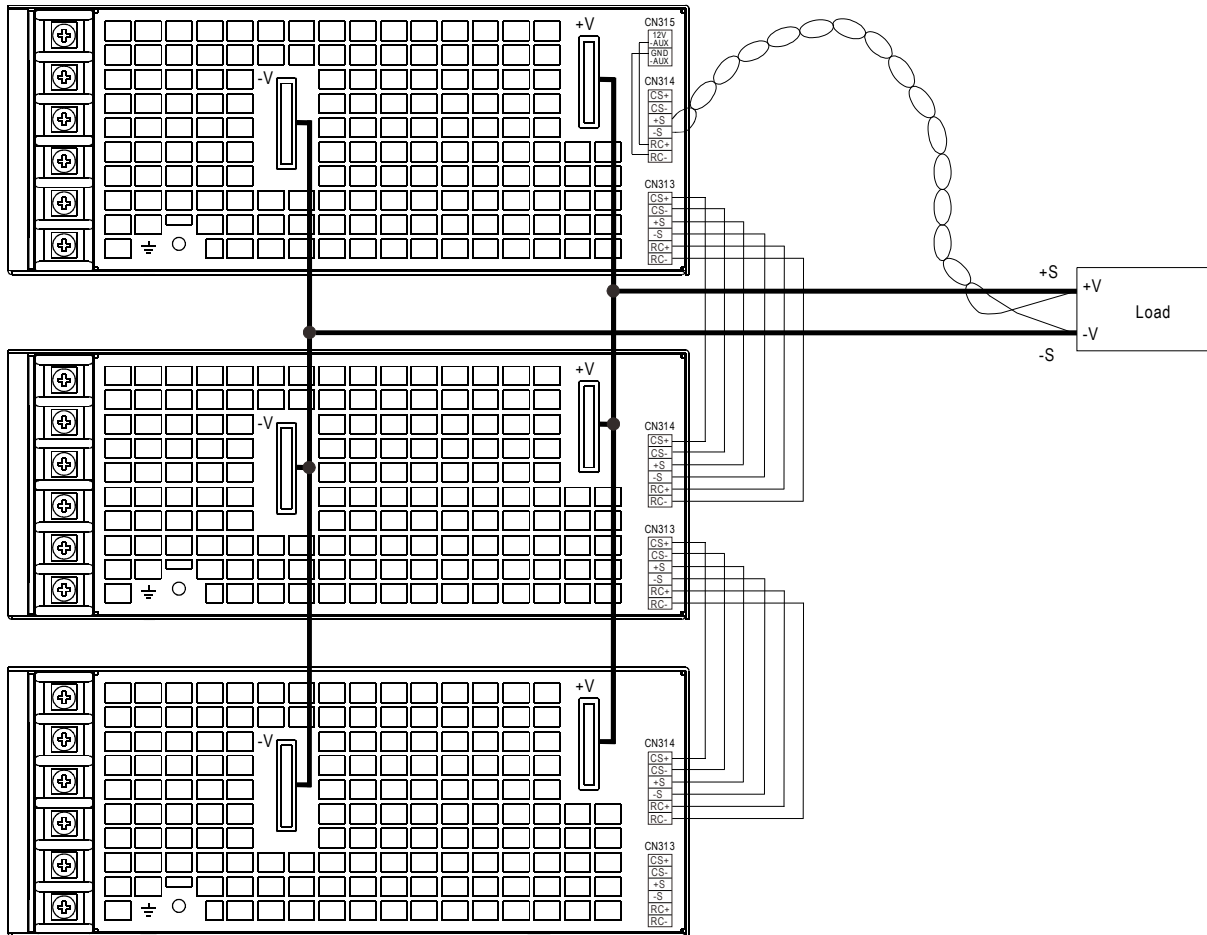 +V
-V
CN315
12V
-AUX
GND
-AUX
CN314
CS+
CS-
+S
-S
RC+
RC-
CN313
CS+
CS-
+S
-S
RC+
RC-
+S
+V
Load
-V
-S
+V
-V
CN314
CS+
CS-
+S
-S
RC+
RC-
CN313
CS+
CS-
+S
-S
RC+
RC-
+V
-V
CN314
CS+
CS-
+S
-S
RC+
RC-
CN313
CS+
CS-
+S
-S
RC+
RC-